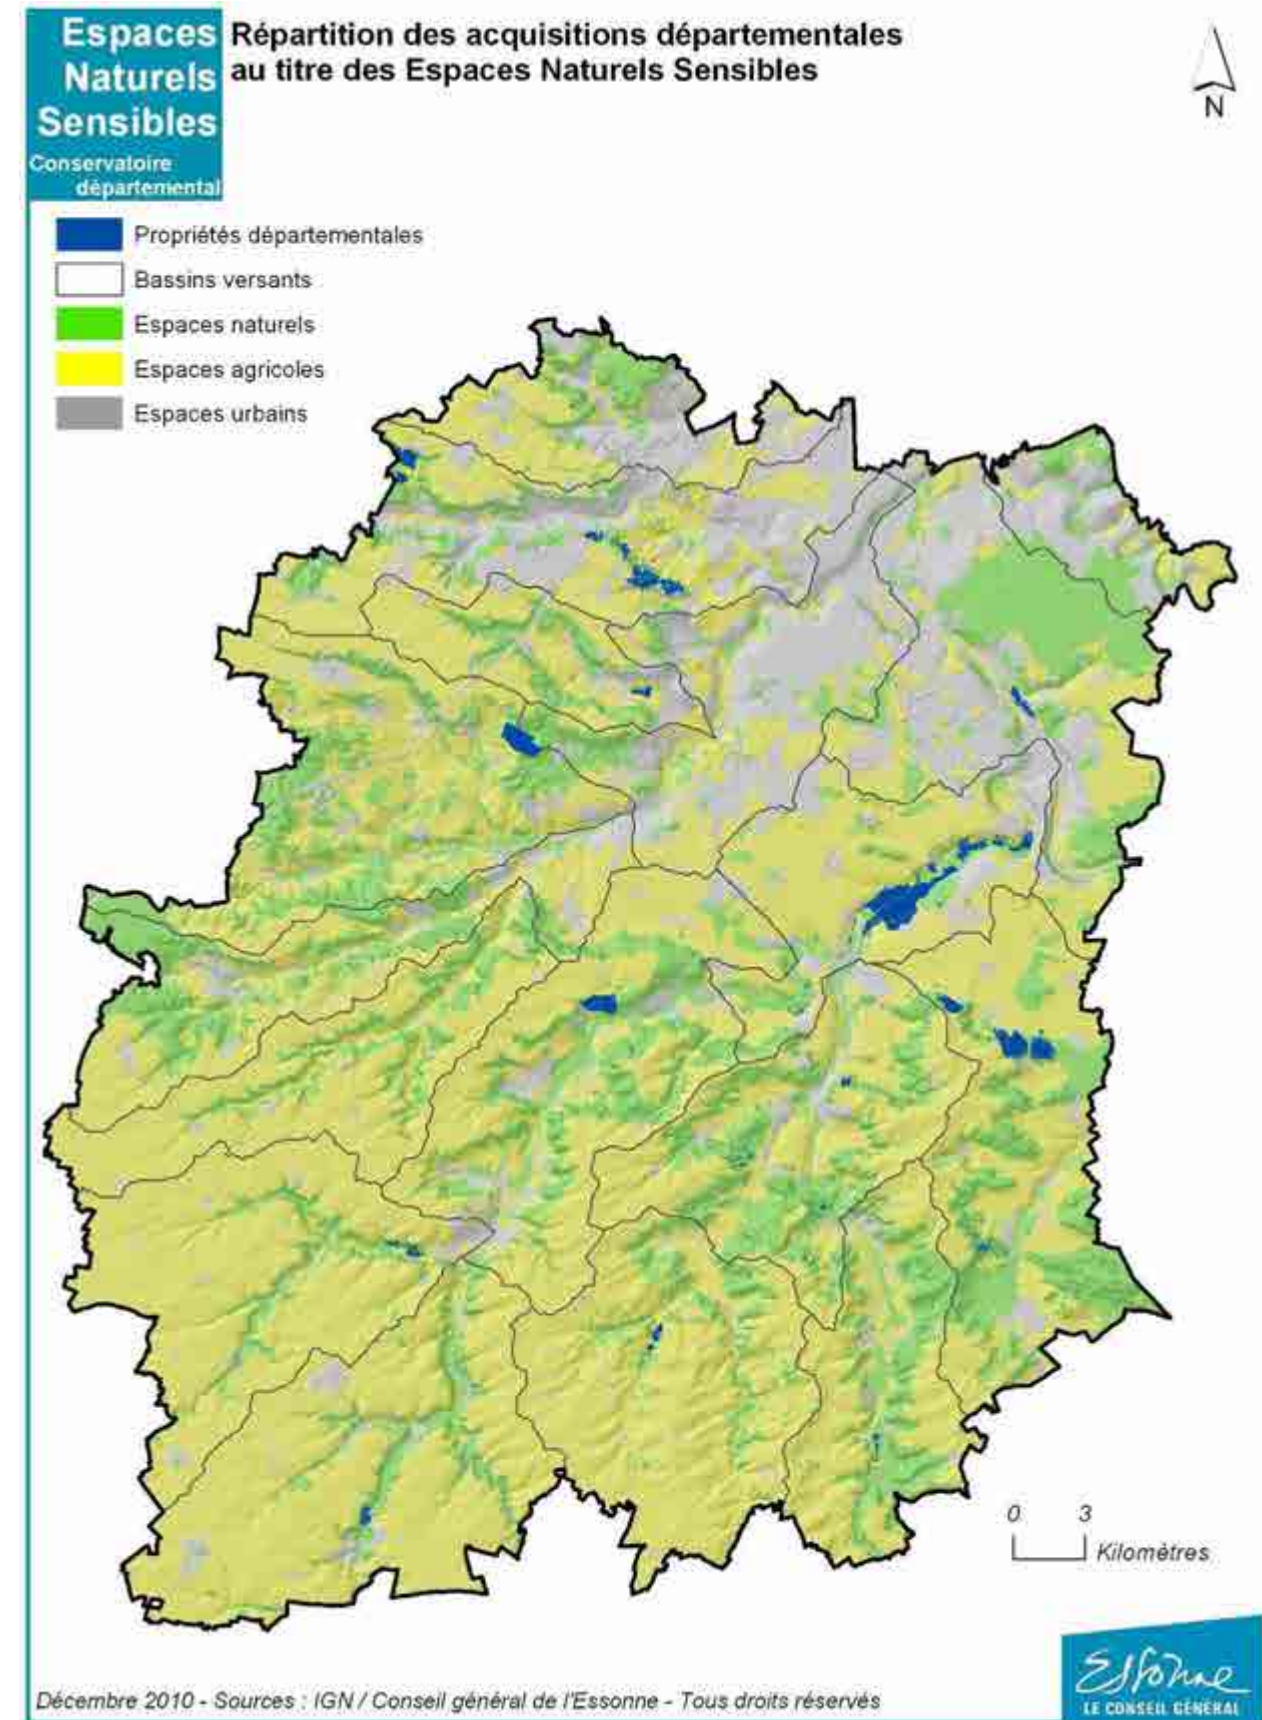 Espaces
Naturels
Sensibles
Conservatoire
départemental
Répartition des acquisitions départementales
au titre des Espaces Naturels Sensibles
N
Propriétés départementales
Bassins versants
Espaces naturels
Espaces agricoles
Espaces urbains
0 3
Kilomètres
Décembre 2010 - Sources : IGN / Conseil général de l'Essonne - Tous droits réservés
Essonne
LE CONSEIL GÉNÉRAL